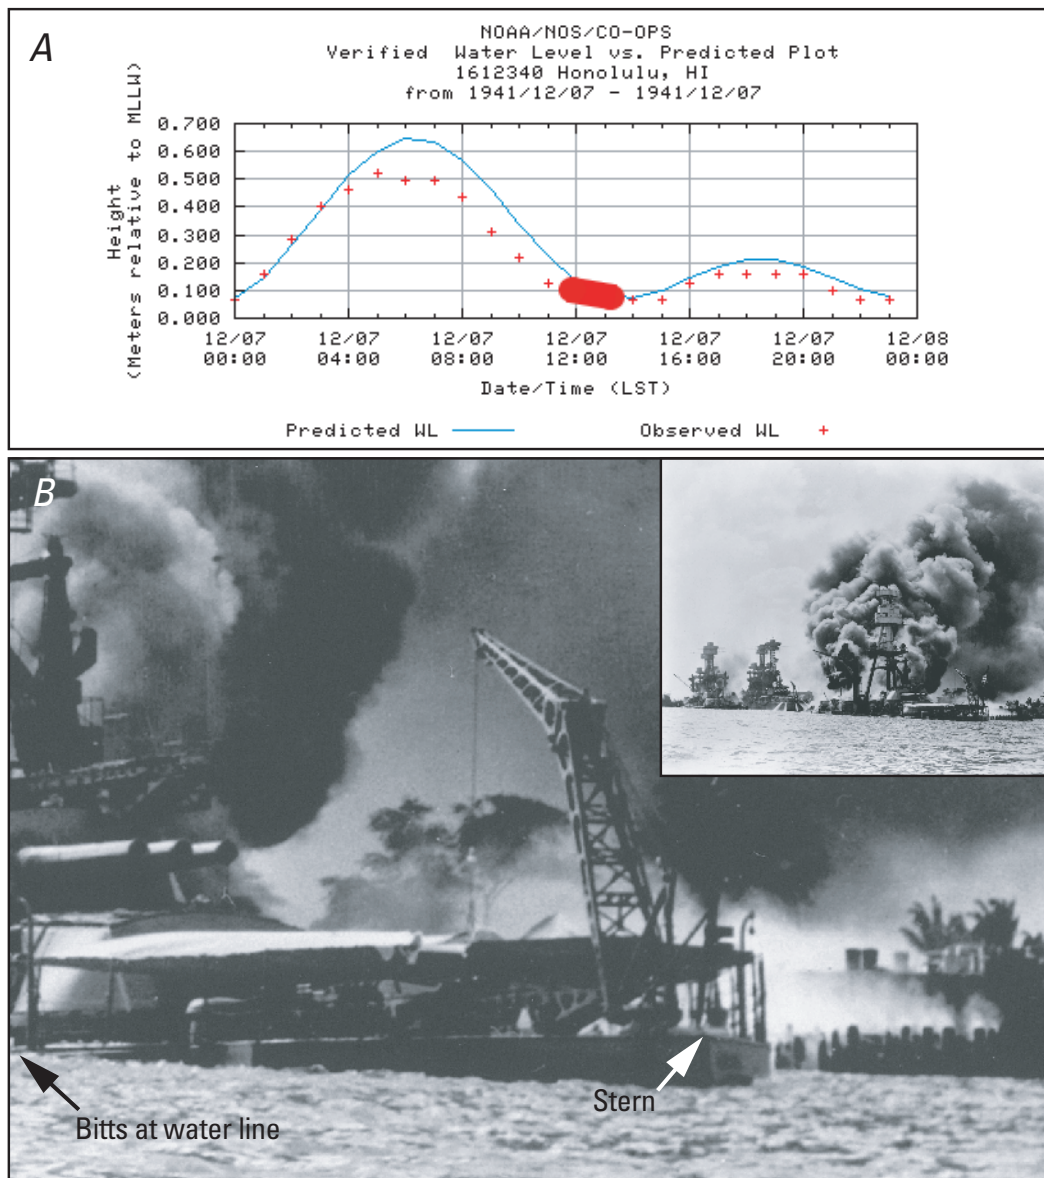 A
NOAA/NOS/CO-OPS
Verified Water Level vs. Predicted Plot
1612340 Honolulu, HI
from 1941/12/07 - 1941/12/07
Height
(Meters relative to MLLW)
0.700
0.600
0.500
0.400
0.300
0.200
0.100
0.000
12/07 12/07 12/07 12/07 12/07 12/07 12/08
00:00 04:00 08:00 12:00 16:00 20:00 00:00
Date/Time (LST)
Predicted WL Observed WL
B
Stern
Bitts at water line